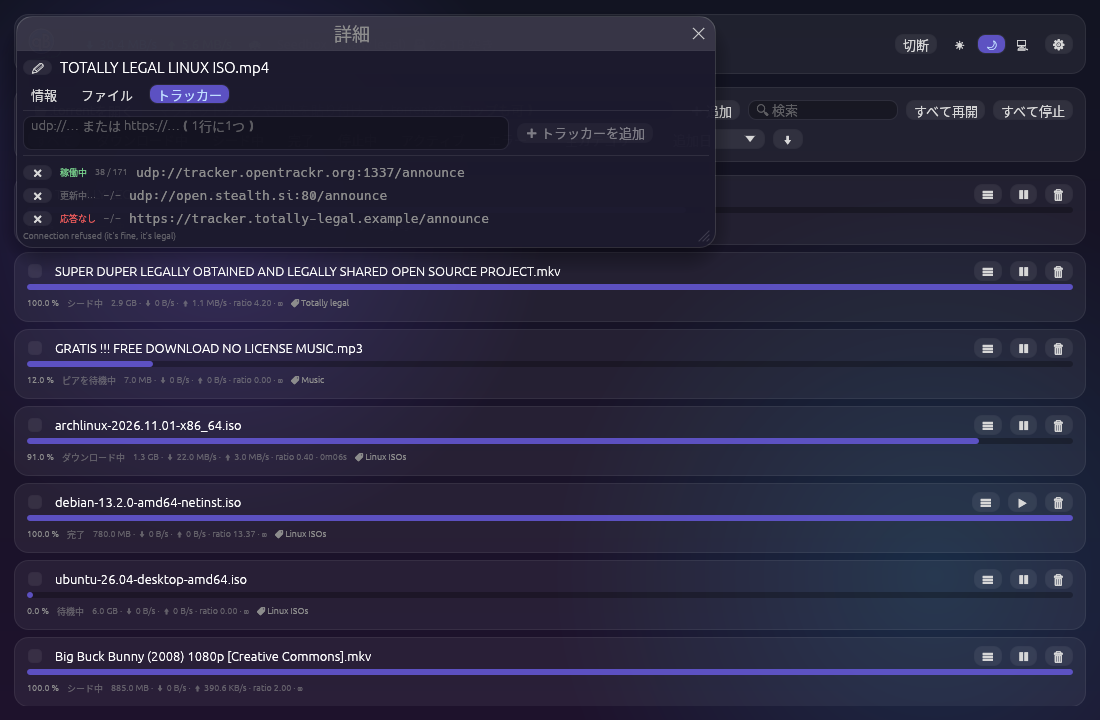 詳細
TOTALLY LEGAL LINUX ISO.mp4
情報 ファイル トラッカー
udp://… または https://… ( 1行に1つ )
トラッカーを追加
稼働中 38 / 171 udp://tracker.opentrackr.org:1337/announce
更新中… −/− udp://open.stealth.si:80/announce
応答なし −/− https://tracker.totally-legal.example/announce
Connection refused (it's fine, it's legal)
切断
検索 すべて再開 すべて停止
SUPER DUPER LEGALLY OBTAINED AND LEGALLY SHARED OPEN SOURCE PROJECT.mkv
100.0 % シード中 2.9 GB · ⬇ 0 B/s · ⬆ 1.1 MB/s · ratio 4.20 · ∞ Totally legal
GRATIS !!! FREE DOWNLOAD NO LICENSE MUSIC.mp3
12.0 % ピアを待機中 7.0 MB · ⬇ 0 B/s · ⬆ 0 B/s · ratio 0.00 · ∞ Music
archlinux-2026.11.01-x86_64.iso
91.0 % ダウンロード中 1.3 GB · ⬇ 22.0 MB/s · ⬆ 3.0 MB/s · ratio 0.40 · 0m06s Linux ISOs
debian-13.2.0-amd64-netinst.iso
100.0 % 完了 780.0 MB · ⬇ 0 B/s · ⬆ 0 B/s · ratio 13.37 · ∞ Linux ISOs
ubuntu-26.04-desktop-amd64.iso
0.0 % 待機中 6.0 GB · ⬇ 0 B/s · ⬆ 0 B/s · ratio 0.00 · ∞ Linux ISOs
Big Buck Bunny (2008) 1080p [Creative Commons].mkv
100.0 % シード中 885.0 MB · ⬇ 0 B/s · ⬆ 390.6 KB/s · ratio 2.00 · ∞